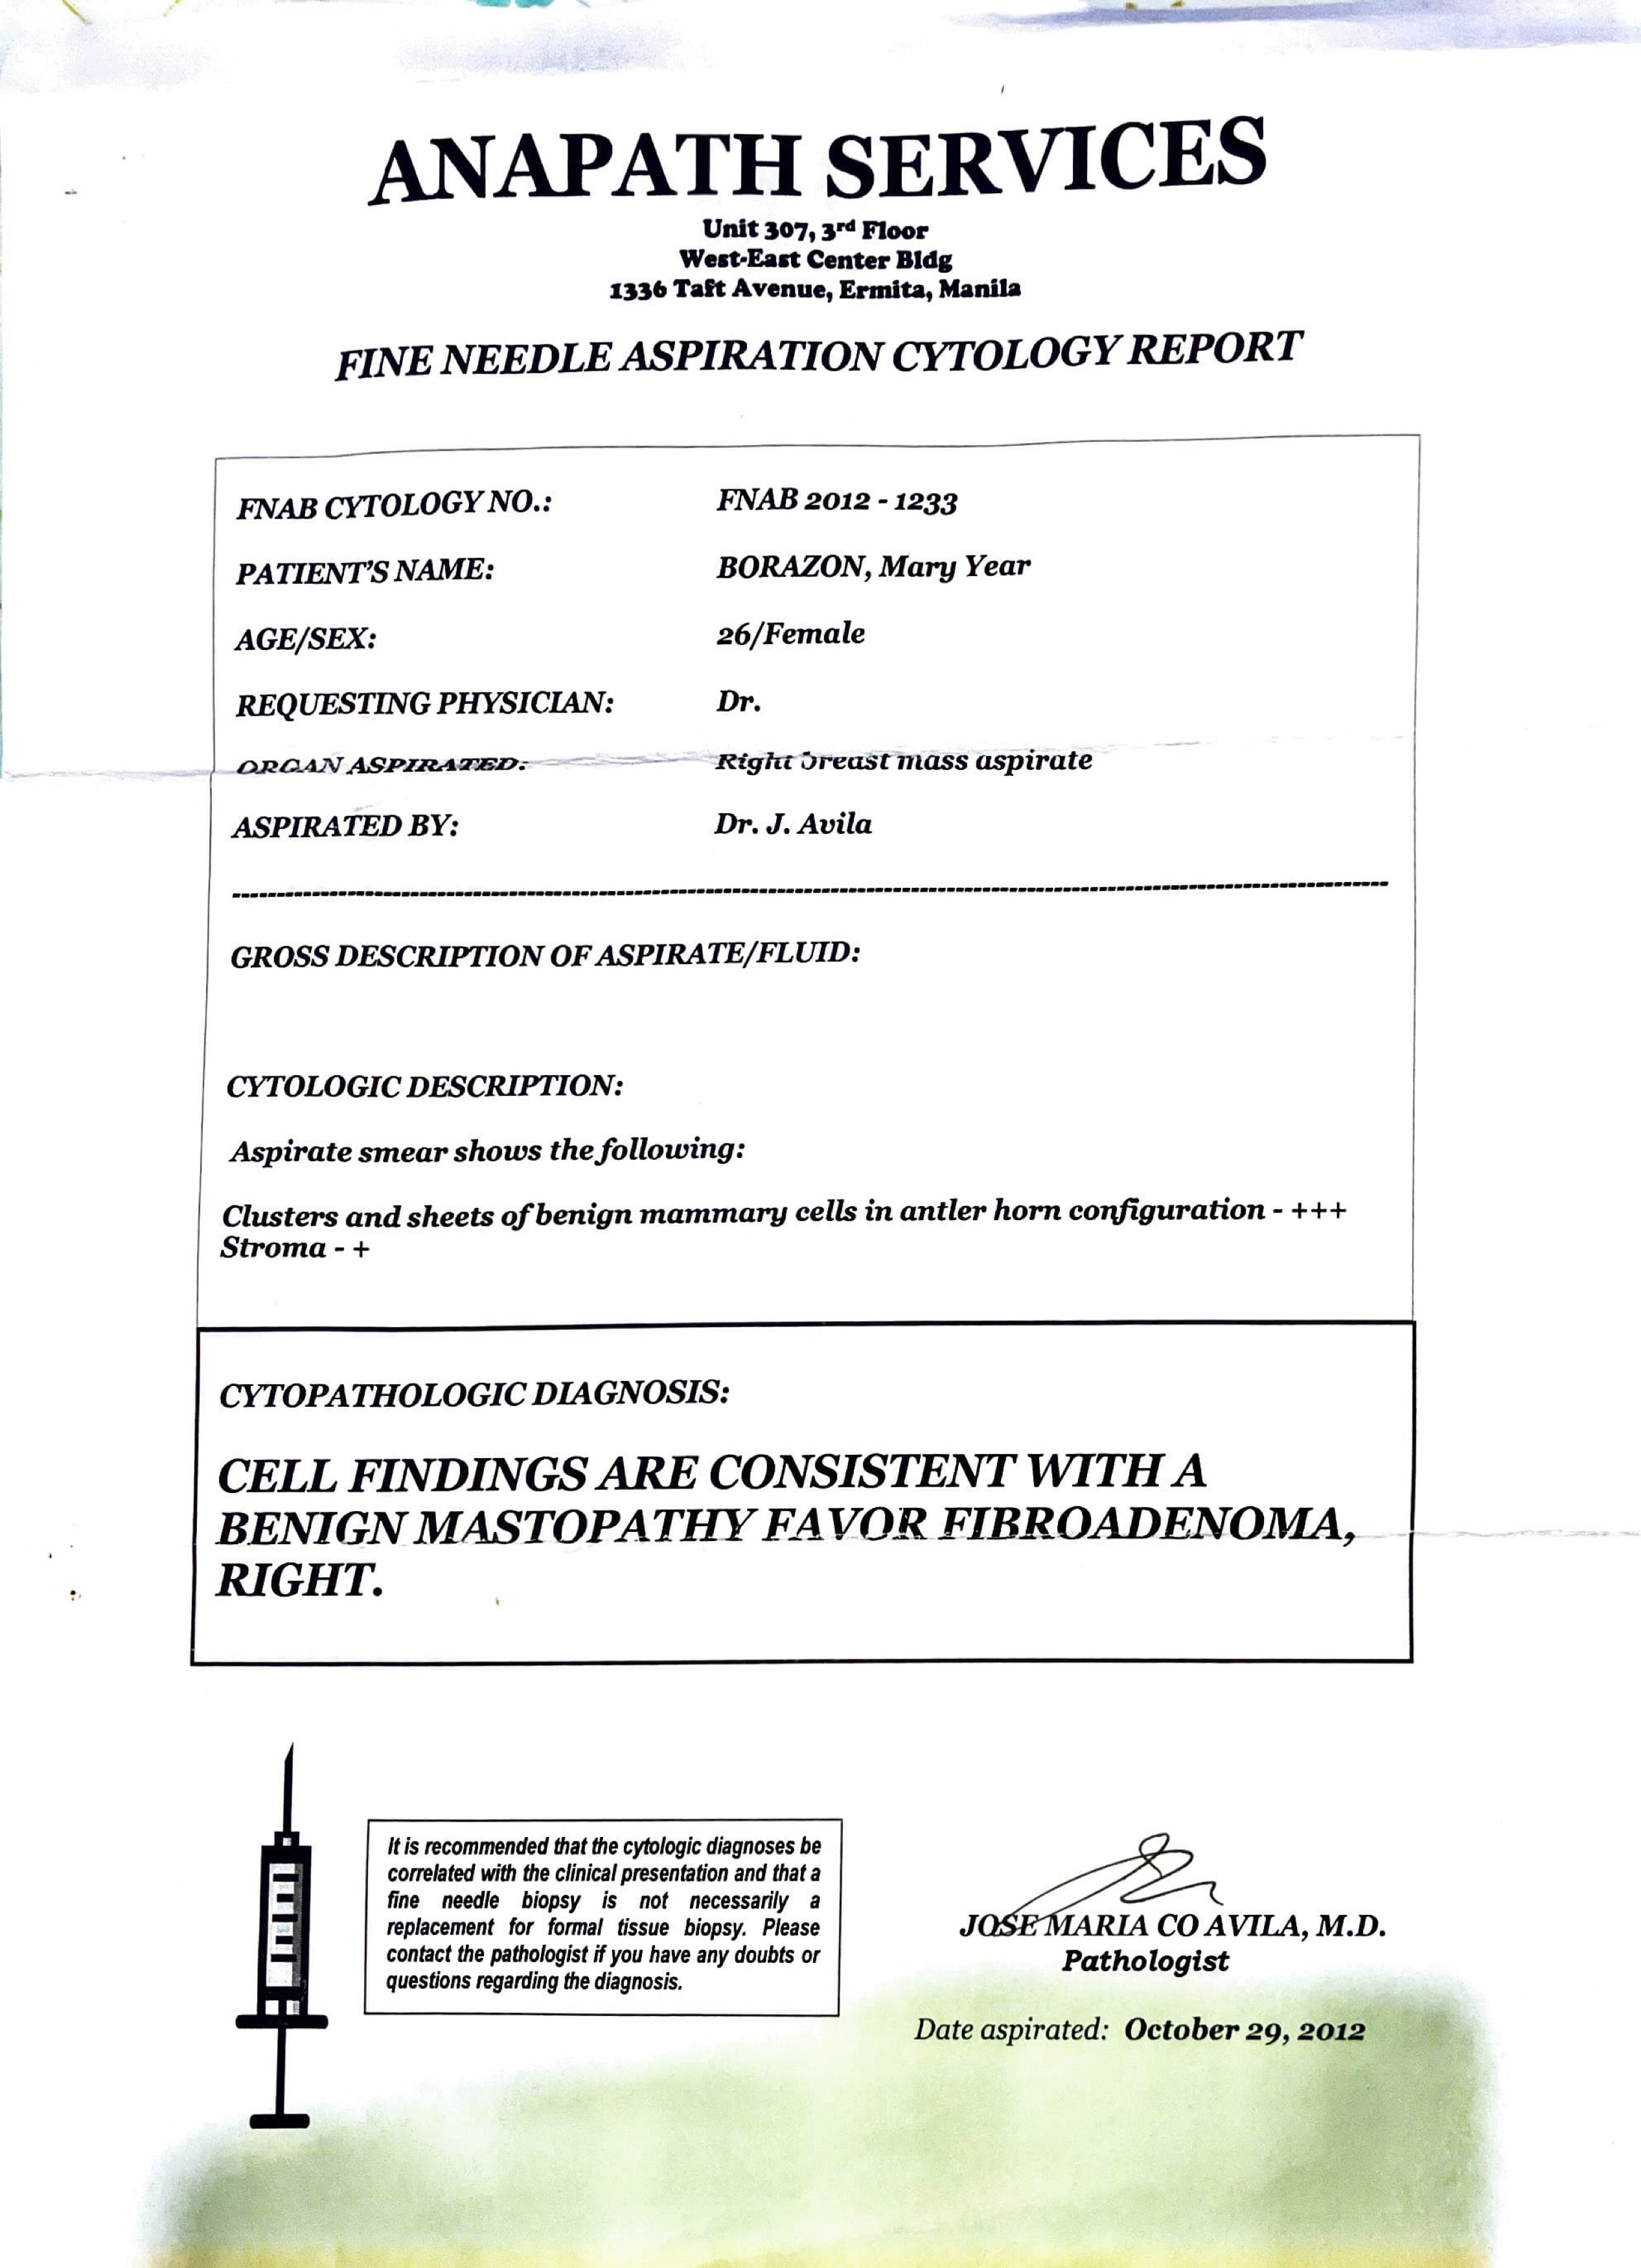 ANAPATH SERVICES
Unit 307, 3rd Floor
West-East Center Bldg
1336 Taft Avenue, Ermita, Manila
FINE NEEDLE ASPIRATION CYTOLOGY REPORT
FNAB CYTOLOGY NO.: FNAB 2012 - 1233
PATIENT'S NAME: BORAZON, Mary Year
AGE/SEX: 26/Female
REQUESTING PHYSICIAN: Dr.
ORGAN ASPIRATED: Right breast mass aspirate
ASPIRATED BY: Dr. J. Avila
GROSS DESCRIPTION OF ASPIRATE/FLUID:
CYTOLOGIC DESCRIPTION:
Aspirate smear shows the following:
Clusters and sheets of benign mammary cells in antler horn configuration - +++
Stroma - +
CYTOPATHOLOGIC DIAGNOSIS:
CELL FINDINGS ARE CONSISTENT WITH A
BENIGN MASTOPATHY FAVOR FIBROADENOMA,
RIGHT.
It is recommended that the cytologic diagnoses be
correlated with the clinical presentation and that a
fine needle biopsy is not necessarily a
replacement for formal tissue biopsy. Please
contact the pathologist if you have any doubts or
questions regarding the diagnosis.
JOSE MARIA CO AVILA, M.D.
Pathologist
Date aspirated: October 29, 2012